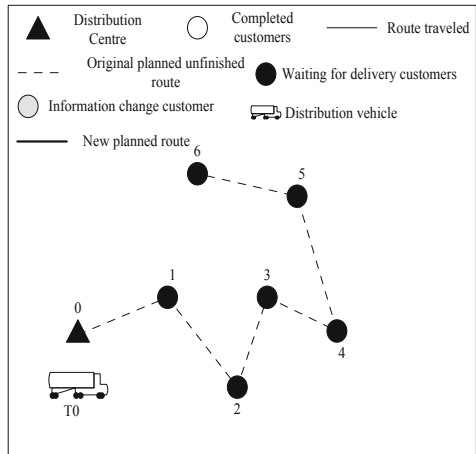 Distribution
Centre
Completed
customers
Route traveled
Original planned unfinished
route
Waiting for delivery customers
Information change customer
Distribution vehicle
New planned route
6
5
1
3
0
4
2
T0